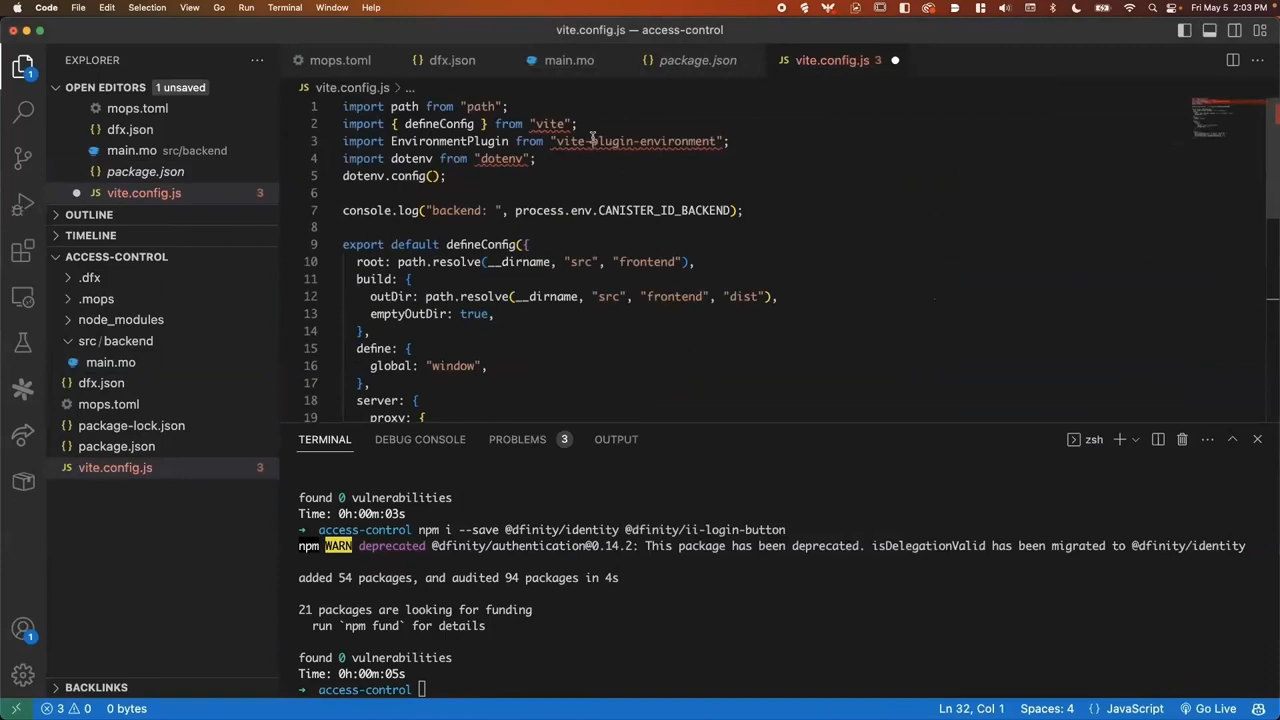 Code File Edit Selection View Go Run Terminal Window Help
Fri May 5 2:03 PM
vite.config.js — access-control
EXPLORER
OPEN EDITORS 1 unsaved
mops.toml
dfx.json
main.mo src/backend
package.json
vite.config.js 3
OUTLINE
TIMELINE
ACCESS-CONTROL
.dfx
.mops
node_modules
src/backend
main.mo
dfx.json
mops.toml
package-lock.json
package.json
vite.config.js 3
BACKLINKS
mops.toml dfx.json main.mo package.json vite.config.js 3
vite.config.js > ...
1 import path from "path";
2 import { defineConfig } from "vite";
3 import EnvironmentPlugin from "vite-plugin-environment";
4 import dotenv from "dotenv";
5 dotenv.config();
6
7 console.log("backend: ", process.env.CANISTER_ID_BACKEND);
8
9 export default defineConfig({
10 root: path.resolve(__dirname, "src", "frontend"),
11 build: {
12 outDir: path.resolve(__dirname, "src", "frontend", "dist"),
13 emptyOutDir: true,
14 },
15 define: {
16 global: "window",
17 },
18 server: {
19 proxy: {
TERMINAL DEBUG CONSOLE PROBLEMS 3 OUTPUT
zsh
found 0 vulnerabilities
Time: 0h:00m:03s
➜ access-control npm i --save @dfinity/identity @dfinity/ii-login-button
npm WARN deprecated @dfinity/authentication@0.14.2: This package has been deprecated. isDelegationValid has been migrated to @dfinity/identity
added 54 packages, and audited 94 packages in 4s
21 packages are looking for funding
run `npm fund` for details
found 0 vulnerabilities
Time: 0h:00m:05s
➜ access-control
3 0 0 bytes
Ln 32, Col 1 Spaces: 4 {} JavaScript Go Live